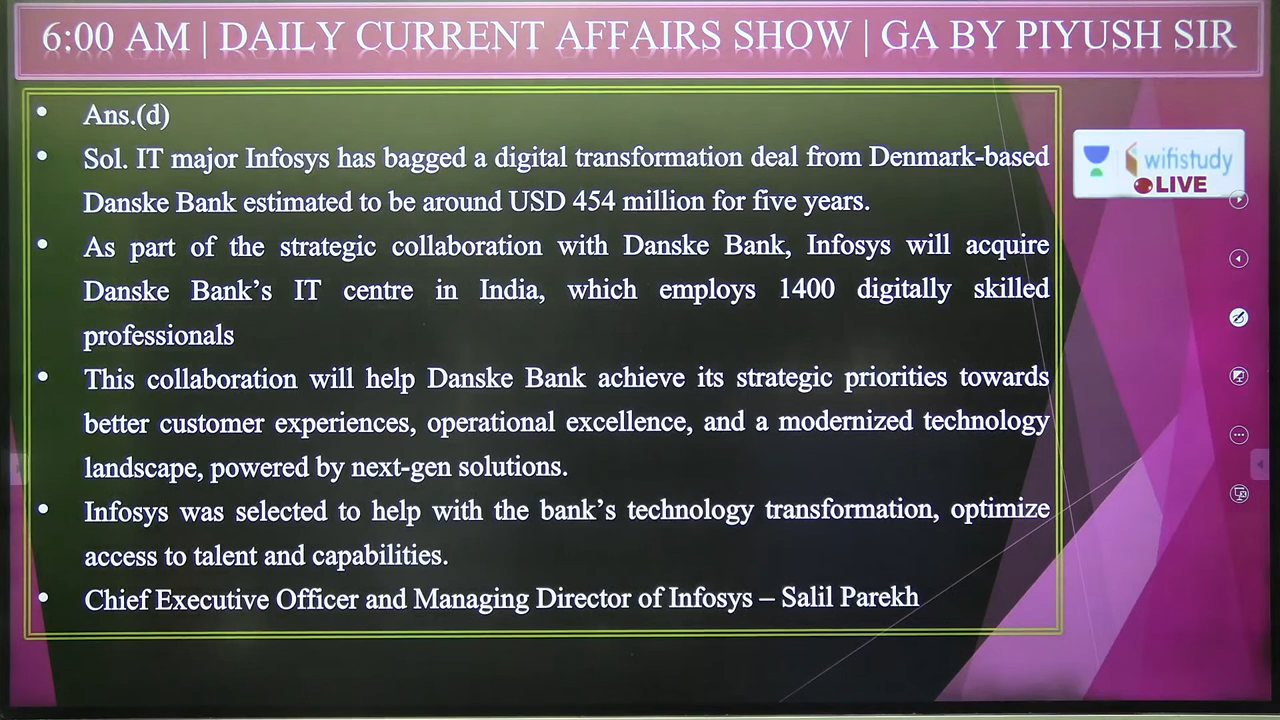 6:00 AM | DAILY CURRENT AFFAIRS SHOW | GA BY PIYUSH SIR
• Ans.(d)
• Sol. IT major Infosys has bagged a digital transformation deal from Denmark-based
Danske Bank estimated to be around USD 454 million for five years.
• As part of the strategic collaboration with Danske Bank, Infosys will acquire
Danske Bank’s IT centre in India, which employs 1400 digitally skilled
professionals
• This collaboration will help Danske Bank achieve its strategic priorities towards
better customer experiences, operational excellence, and a modernized technology
landscape, powered by next-gen solutions.
• Infosys was selected to help with the bank’s technology transformation, optimize
access to talent and capabilities.
• Chief Executive Officer and Managing Director of Infosys – Salil Parekh
wifistudy
LIVE